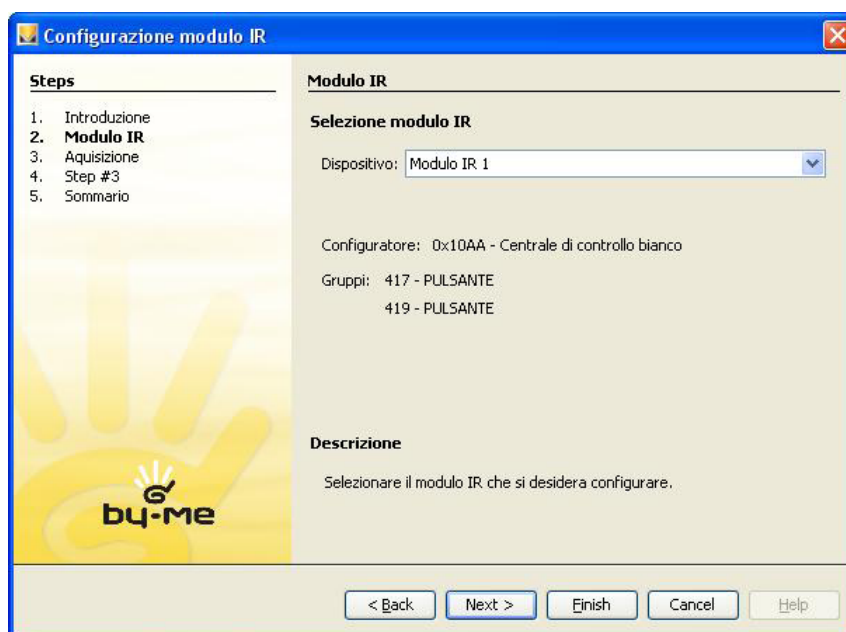 Configurazione modulo IR
Steps
1. Introduzione
2. Modulo IR
3. Aquisizione
4. Step #3
5. Sommario
by-me
Modulo IR
Selezione modulo IR
Dispositivo: Modulo IR 1
Configuratore: 0x10AA - Centrale di controllo bianco
Gruppi: 417 - PULSANTE
419 - PULSANTE
Descrizione
Selezionare il modulo IR che si desidera configurare.
< Back Next > Finish Cancel Help